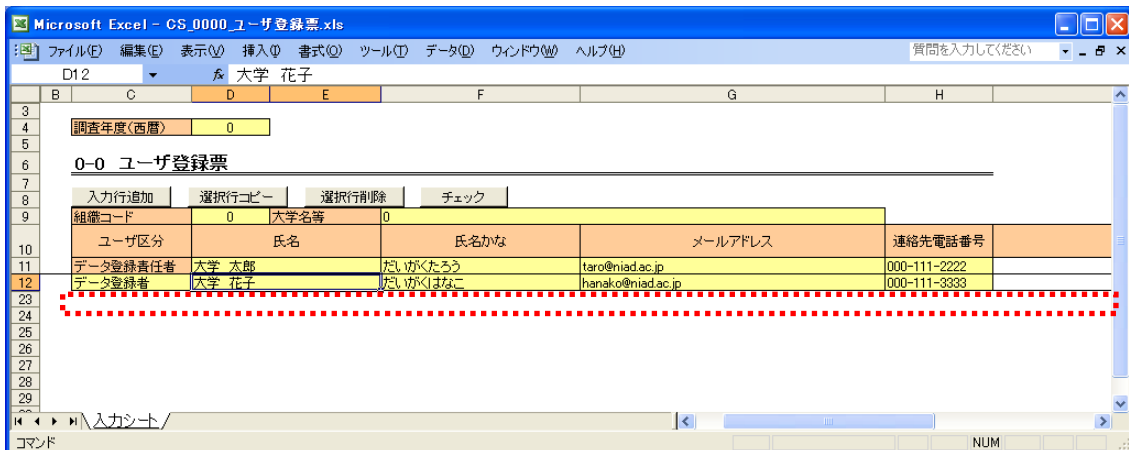 Microsoft Excel - CS_0000_ユーザ登録票.xls
ファイル(F) 編集(E) 表示(V) 挿入(I) 書式(O) ツール(T) データ(D) ウィンドウ(W) ヘルプ(H) 質問を入力してください
D12 fx 大学 花子
B C D E F G H
3
4 調査年度(西暦) 0
5
6 0-0 ユーザ登録票
7
8 入力行追加 選択行コピー 選択行削除 チェック
9 組織コード 0 大学名等 0
10 ユーザ区分 氏名 氏名かな メールアドレス 連絡先電話番号
11 データ登録責任者 大学 太郎 だいがくたろう taro@niad.ac.jp 000-111-2222
12 データ登録者 大学 花子 だいがくはなこ hanako@niad.ac.jp 000-111-3333
23
24
25
26
27
28
29
入力シート
コマンド NUM